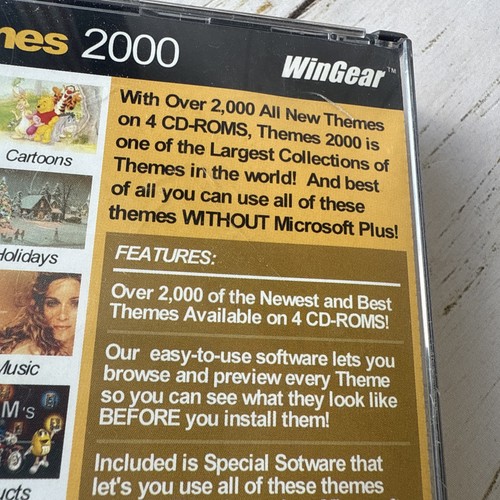 mes 2000
WinGear™
With Over 2,000 All New Themes
on 4 CD-ROMS, Themes 2000 is
one of the Largest Collections of
Themes in the world! And best
of all you can use all of these
themes WITHOUT Microsoft Plus!
Cartoons
Holidays
Music
M's
ucts
FEATURES:
Over 2,000 of the Newest and Best
Themes Available on 4 CD-ROMS!
Our easy-to-use software lets you
browse and preview every Theme
so you can see what they look like
BEFORE you install them!
Included is Special Sotware that
let's you use all of these themes